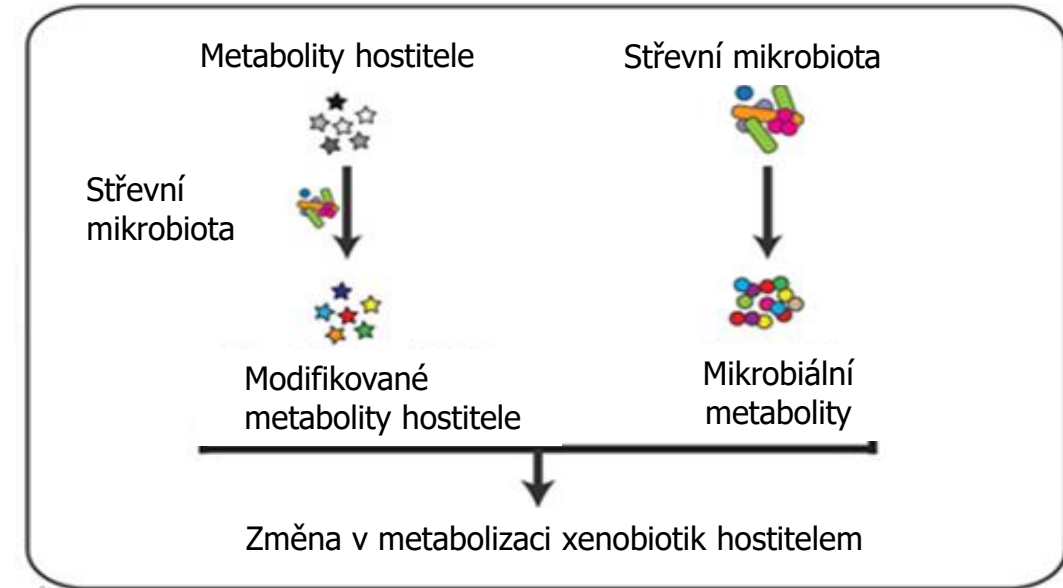 Metabolity hostitele
Střevní mikrobiota
Střevní
mikrobiota
Modifikované
metabolity hostitele
Mikrobiální
metabolity
Změna v metabolizaci xenobiotik hostitelem